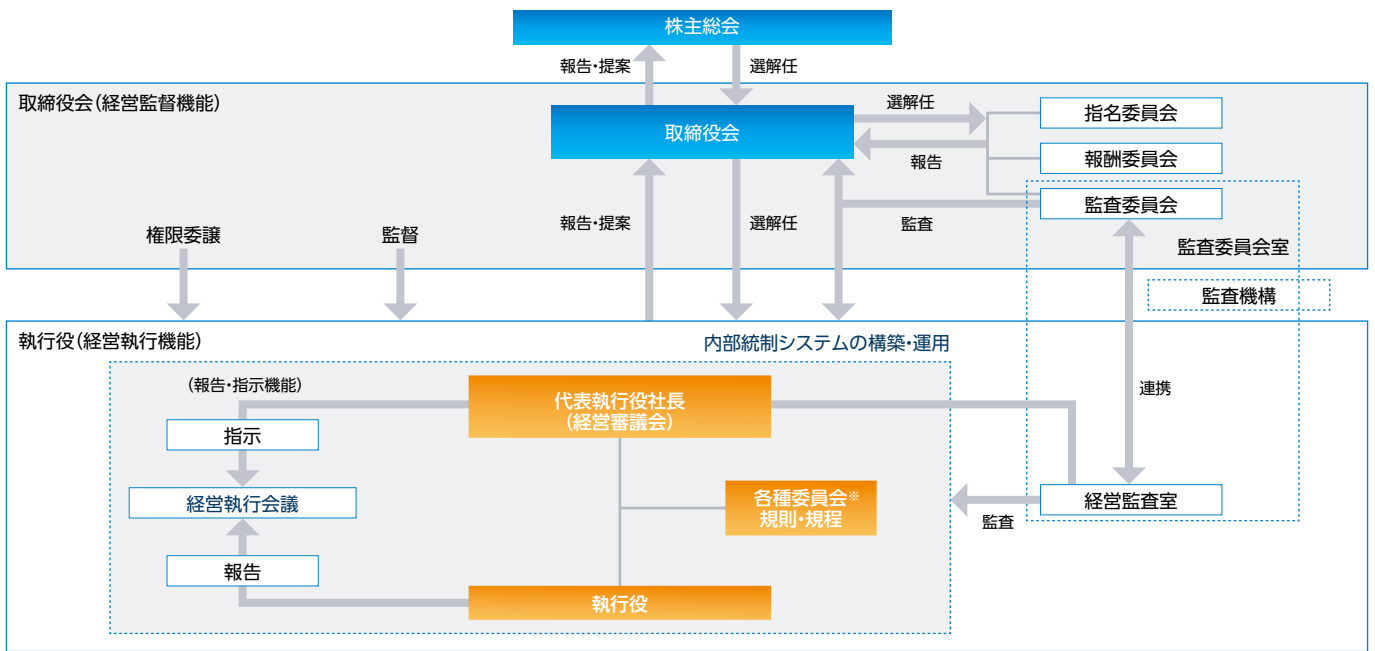 株主総会
報告・提案
選解任
取締役会(経営監督機能)
取締役会
選解任
報告
指名委員会
報酬委員会
監査委員会
監査委員会室
監査機構
権限委譲
監督
報告・提案
選解任
監査
執行役(経営執行機能)
内部統制システムの構築・運用
(報告・指示機能)
指示
経営執行会議
報告
代表執行役社長
(経営審議会)
各種委員会※
規則・規程
執行役
連携
監査
経営監査室